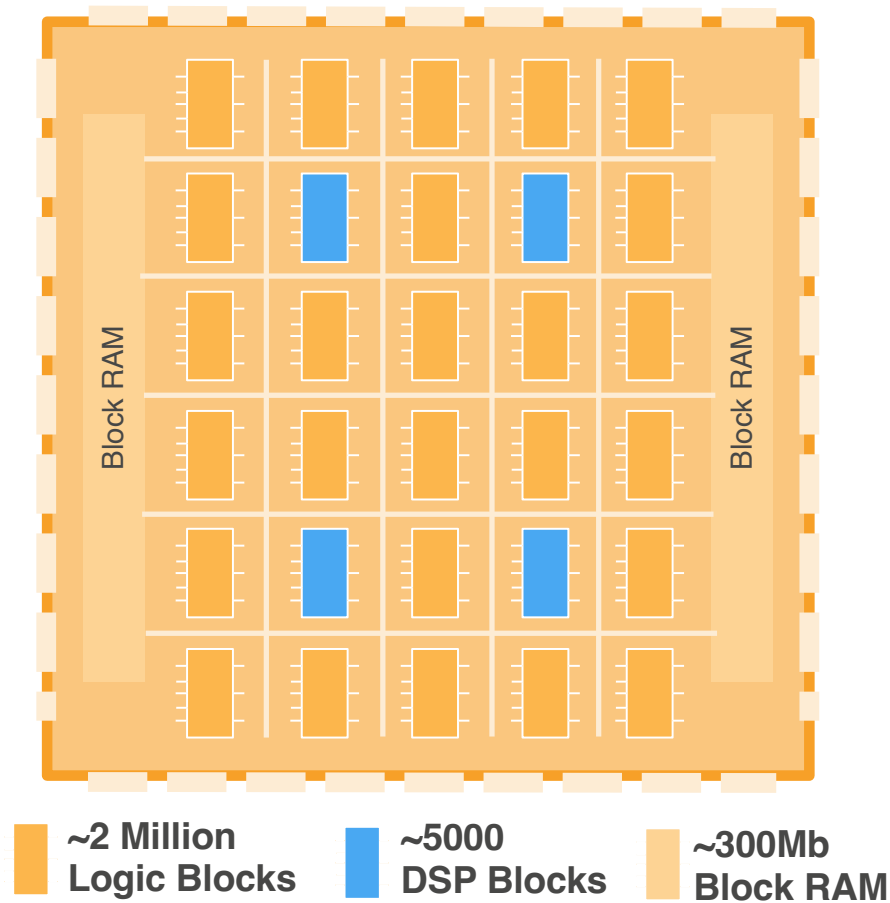 Block RAM
Block RAM
~2 Million
Logic Blocks
~5000
DSP Blocks
~300Mb
Block RAM